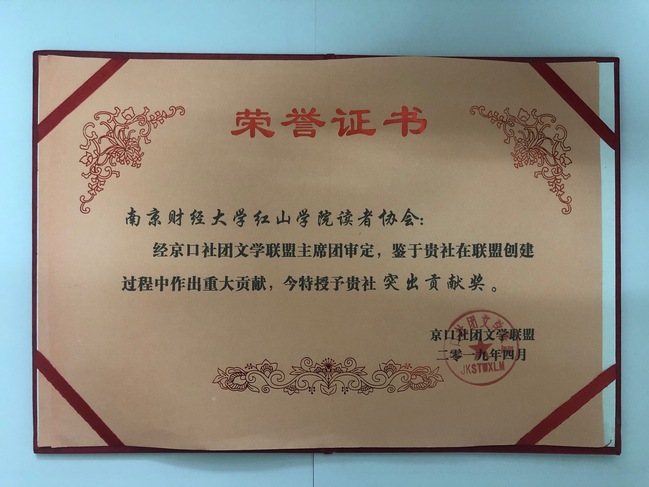 荣誉证书
南京财经大学红山学院读者协会:
经京口社团文学联盟主席团审定,鉴于贵社在联盟创建
过程中作出重大贡献,今特授予贵社 突出贡献奖。
京口社团文学联盟
二零一九年四月
JKSTWXLM